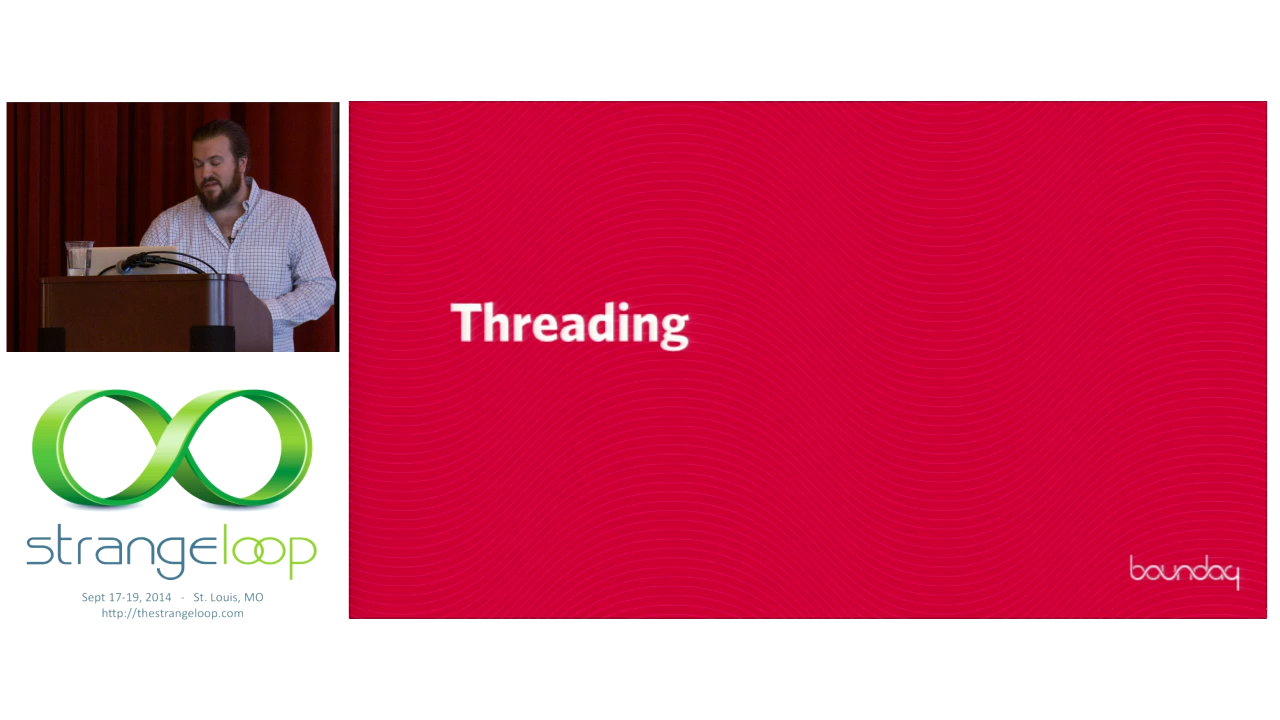 Threading
boundary
strangeloop
Sept 17-19, 2014 - St. Louis, MO
http://thestrangeloop.com